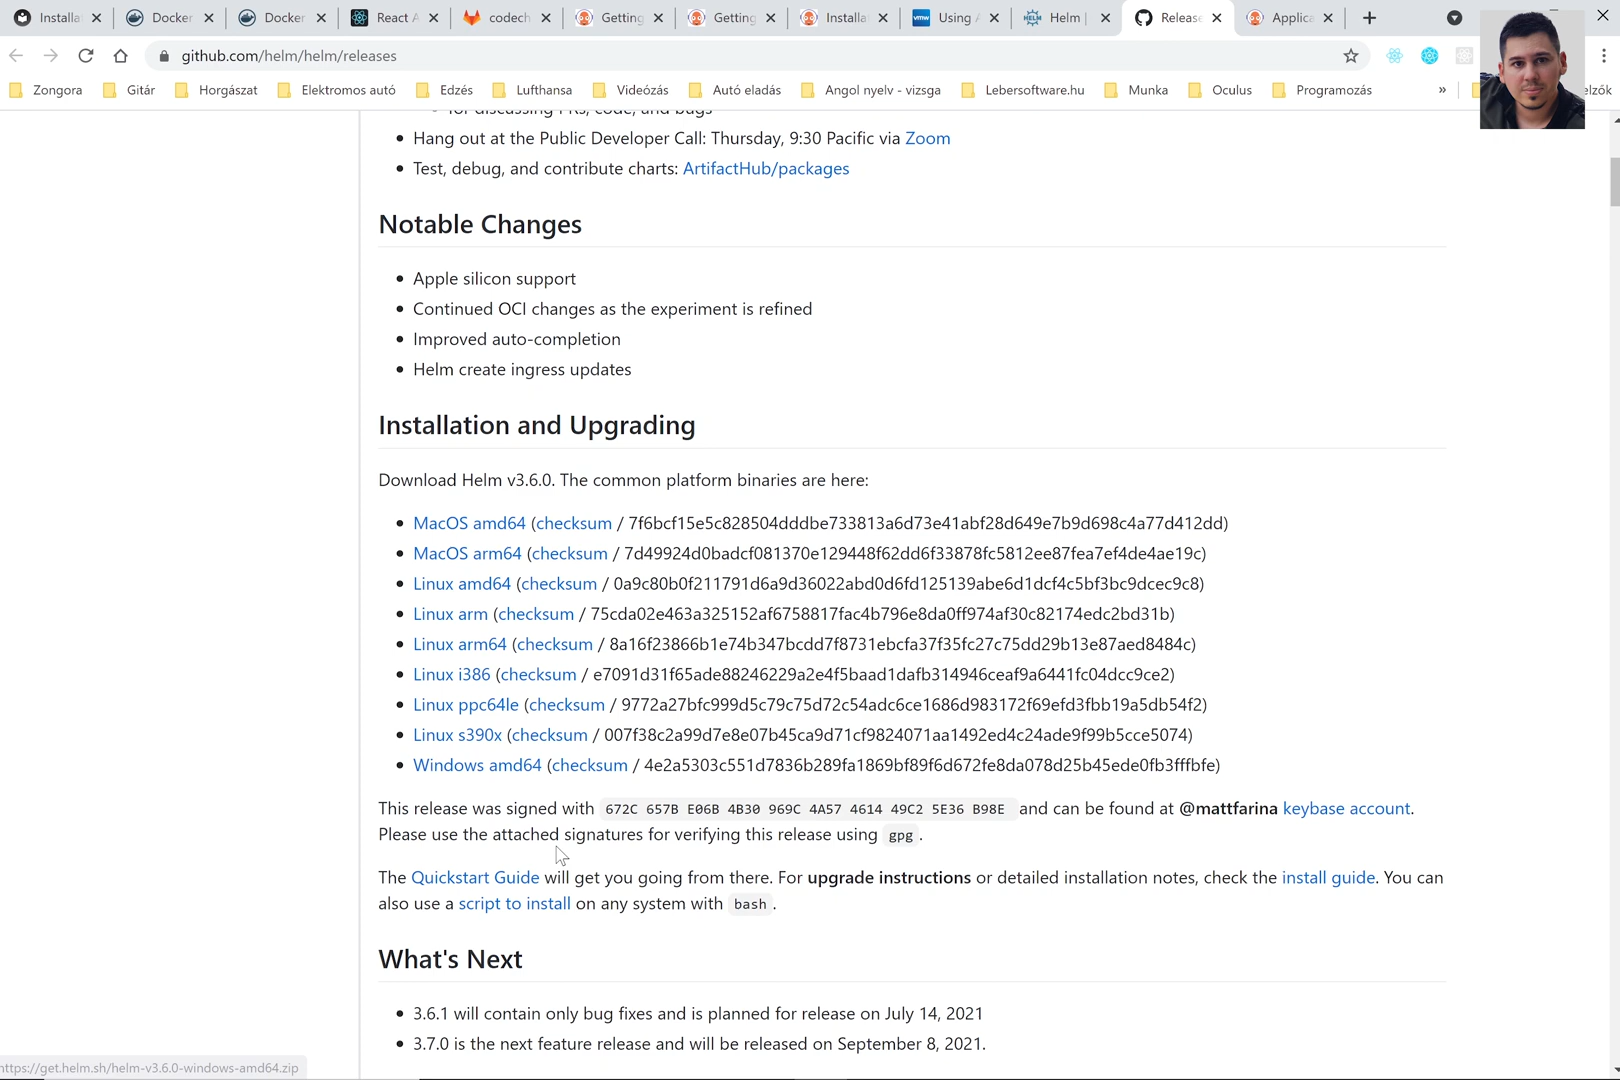 Installa
Docker
Docker
React A
codech
Getting
Getting
Installa
vmw
Using A
HELM
Helm |
Release
Applica
github.com/helm/helm/releases
Zongora
Gitár
Horgászat
Elektromos autó
Edzés
Lufthansa
Videózás
Autó eladás
Angol nyelv - vizsga
Lebersoftware.hu
Munka
Oculus
Programozás
»
elzők
for discussing PRs, code, and bugs
• Hang out at the Public Developer Call: Thursday, 9:30 Pacific via Zoom
• Test, debug, and contribute charts: ArtifactHub/packages
Notable Changes
• Apple silicon support
• Continued OCI changes as the experiment is refined
• Improved auto-completion
• Helm create ingress updates
Installation and Upgrading
Download Helm v3.6.0. The common platform binaries are here:
• MacOS amd64 (checksum / 7f6bcf15e5c828504dddbe733813a6d73e41abf28d649e7b9d698c4a77d412dd)
• MacOS arm64 (checksum / 7d49924d0badcf081370e129448f62dd6f33878fc5812ee87fea7ef4de4ae19c)
• Linux amd64 (checksum / 0a9c80b0f211791d6a9d36022abd0d6fd125139abe6d1dcf4c5bf3bc9dcec9c8)
• Linux arm (checksum / 75cda02e463a325152af6758817fac4b796e8da0ff974af30c82174edc2bd31b)
• Linux arm64 (checksum / 8a16f23866b1e74b347bcdd7f8731ebcfa37f35fc27c75dd29b13e87aed8484c)
• Linux i386 (checksum / e7091d31f65ade88246229a2e4f5baad1dafb314946ceaf9a6441fc04dcc9ce2)
• Linux ppc64le (checksum / 9772a27bfc999d5c79c75d72c54adc6ce1686d983172f69efd3fbb19a5db54f2)
• Linux s390x (checksum / 007f38c2a99d7e8e07b45ca9d71cf9824071aa1492ed4c24ade9f99b5cce5074)
• Windows amd64 (checksum / 4e2a5303c551d7836b289fa1869bf89f6d672fe8da078d25b45ede0fb3fffbfe)
This release was signed with 672C 657B E06B 4B30 969C 4A57 4614 49C2 5E36 B98E and can be found at @mattfarina keybase account.
Please use the attached signatures for verifying this release using gpg.
The Quickstart Guide will get you going from there. For upgrade instructions or detailed installation notes, check the install guide. You can
also use a script to install on any system with bash.
What's Next
• 3.6.1 will contain only bug fixes and is planned for release on July 14, 2021
• 3.7.0 is the next feature release and will be released on September 8, 2021.
https://get.helm.sh/helm-v3.6.0-windows-amd64.zip